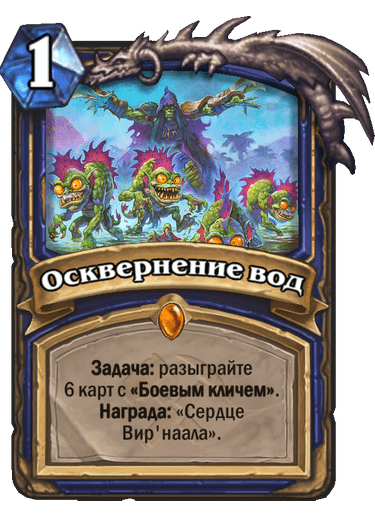 1
Осквернение вод
Задача: разыграйте
6 карт с «Боевым кличем».
Награда: «Сердце
Вир'наала».